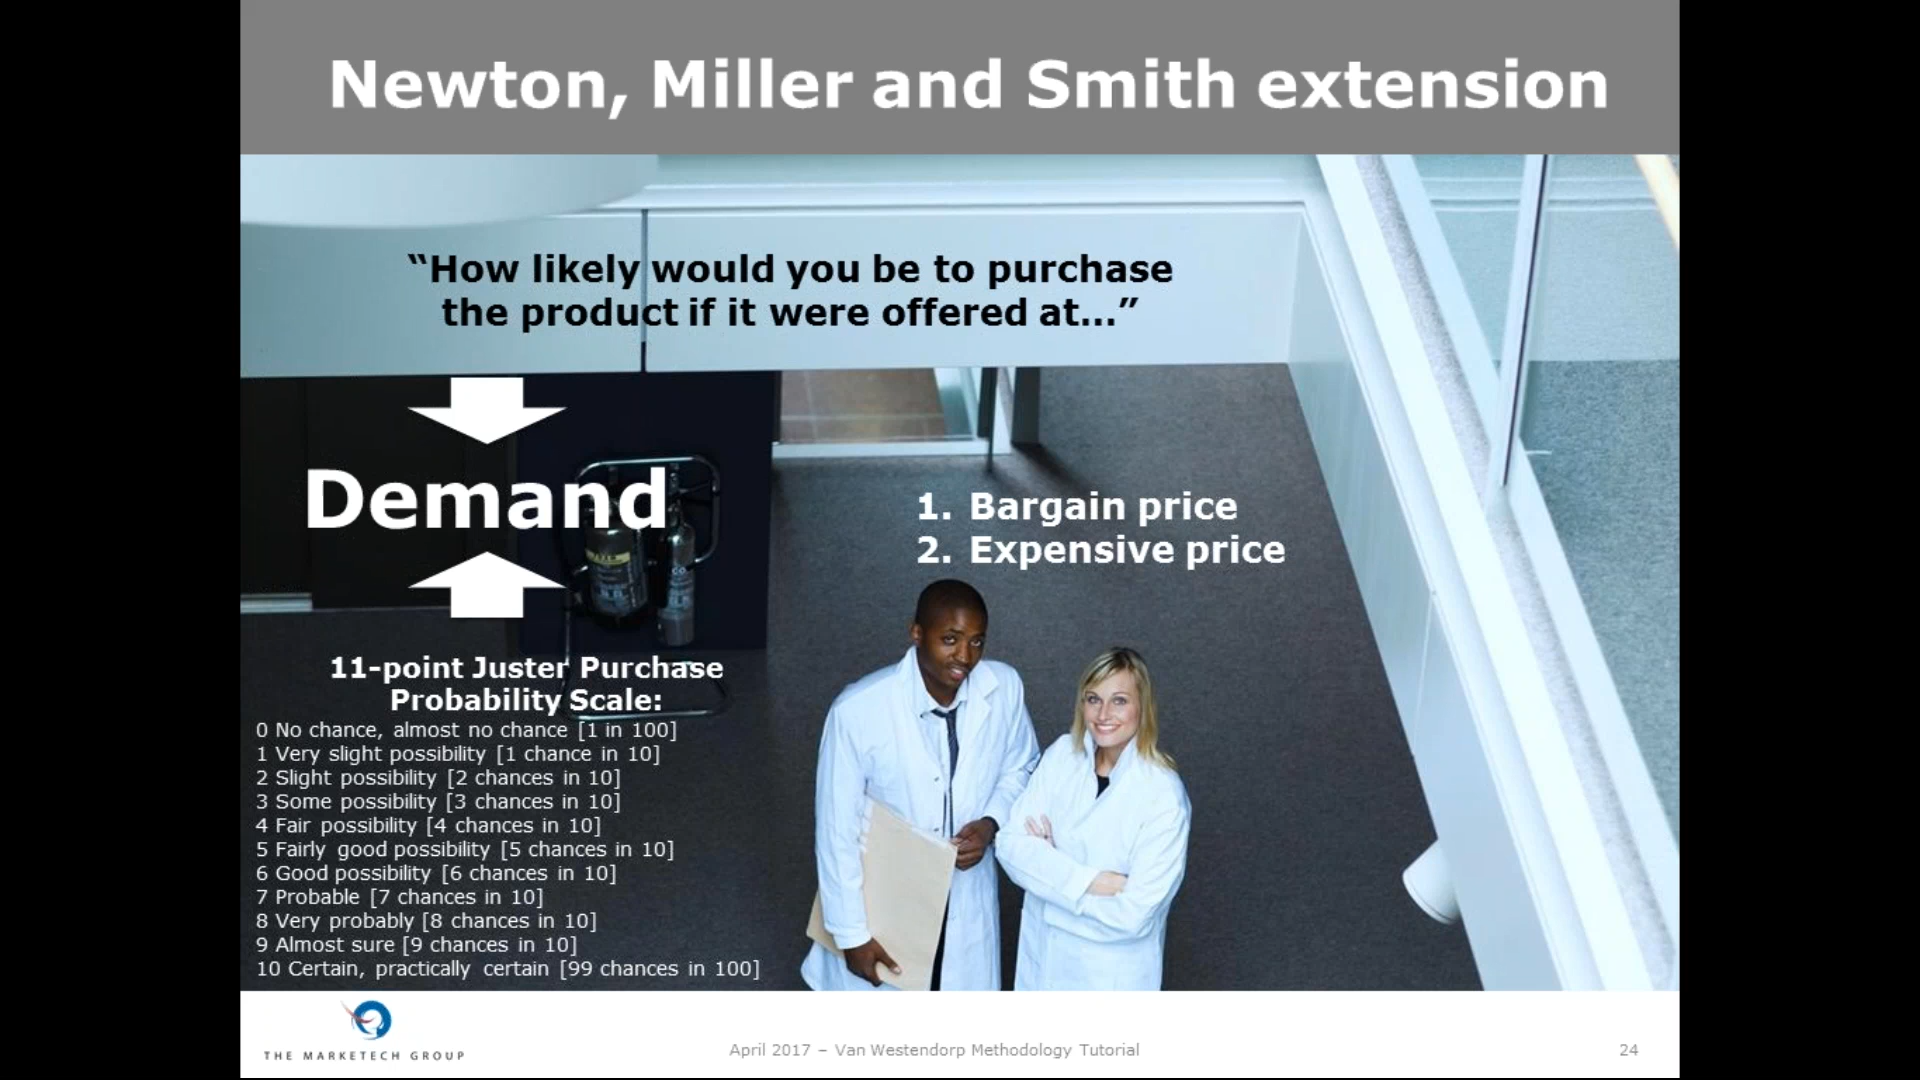 Newton, Miller and Smith extension
“How likely would you be to purchase
the product if it were offered at…”
Demand
1. Bargain price
2. Expensive price
11-point Juster Purchase
Probability Scale:
0 No chance, almost no chance [1 in 100]
1 Very slight possibility [1 chance in 10]
2 Slight possibility [2 chances in 10]
3 Some possibility [3 chances in 10]
4 Fair possibility [4 chances in 10]
5 Fairly good possibility [5 chances in 10]
6 Good possibility [6 chances in 10]
7 Probable [7 chances in 10]
8 Very probably [8 chances in 10]
9 Almost sure [9 chances in 10]
10 Certain, practically certain [99 chances in 100]
THE MARKETECH GROUP
April 2017 – Van Westendorp Methodology Tutorial
24